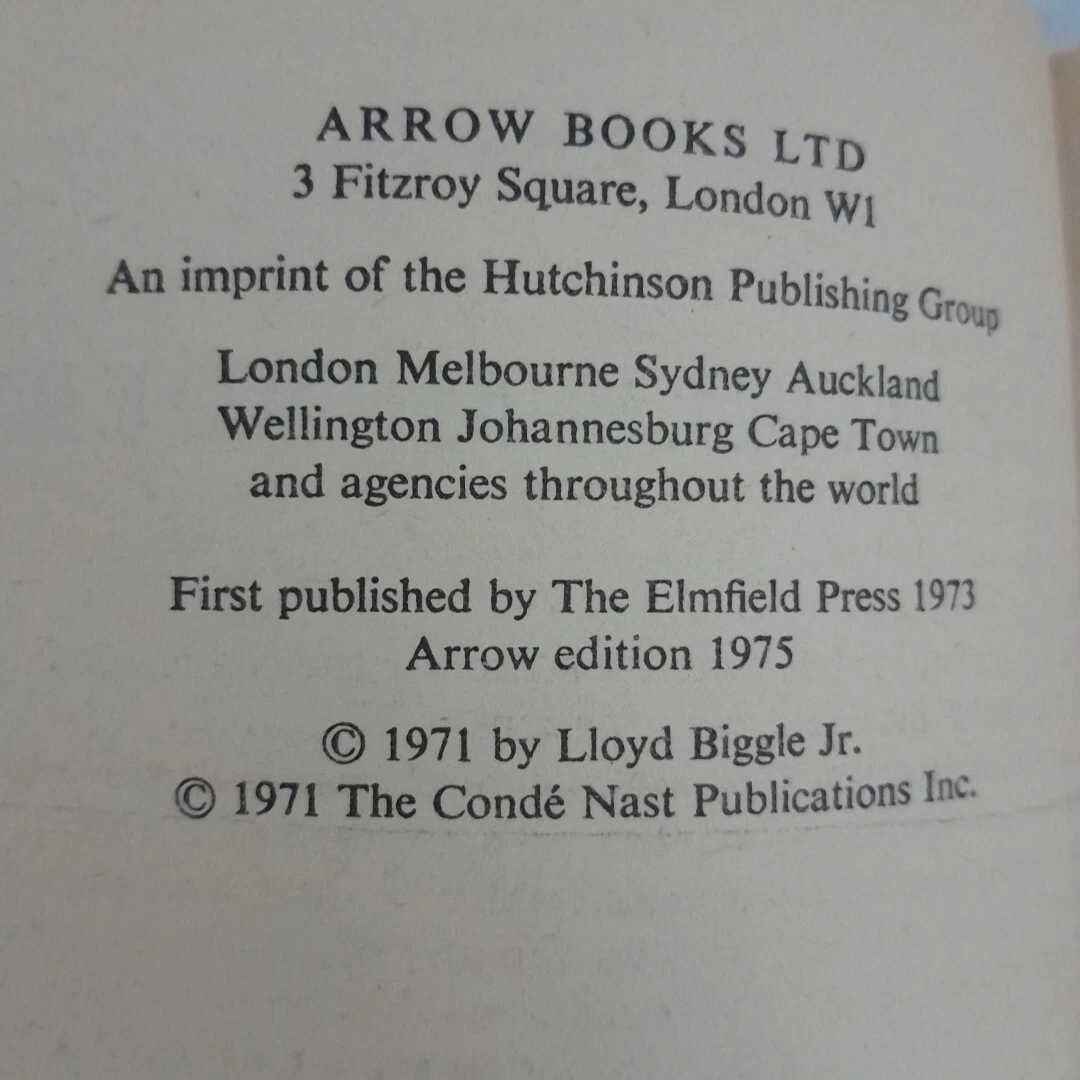 ARROW BOOKS LTD
3 Fitzroy Square, London W1
An imprint of the Hutchinson Publishing Group
London Melbourne Sydney Auckland
Wellington Johannesburg Cape Town
and agencies throughout the world
First published by The Elmfield Press 1973
Arrow edition 1975
© 1971 by Lloyd Biggle Jr.
© 1971 The Condé Nast Publications Inc.